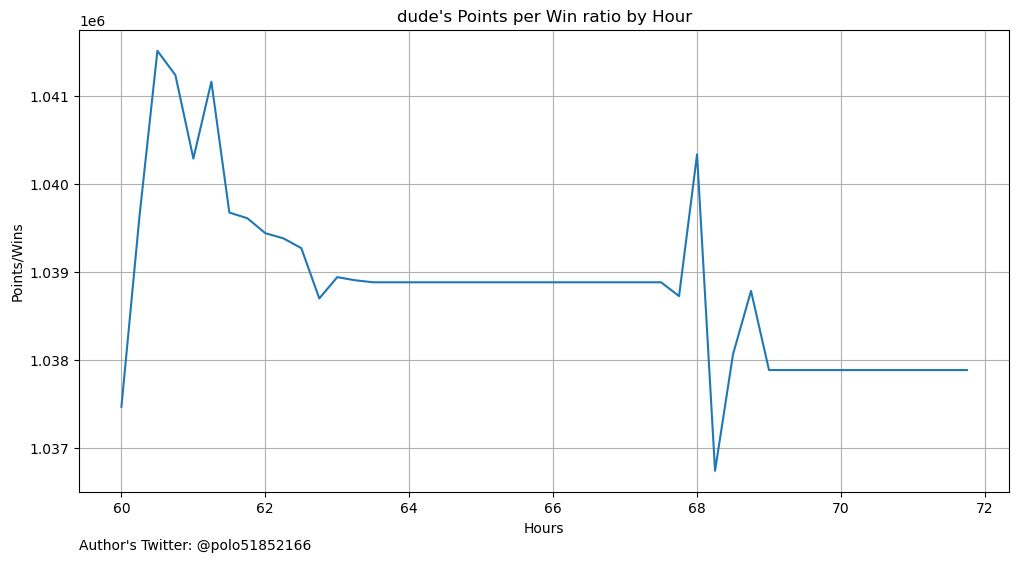 dude's Points per Win ratio by Hour
1e6
1.041
1.040
1.039
1.038
1.037
Points/Wins
60 62 64 66 68 70 72
Hours
Author's Twitter: @polo51852166